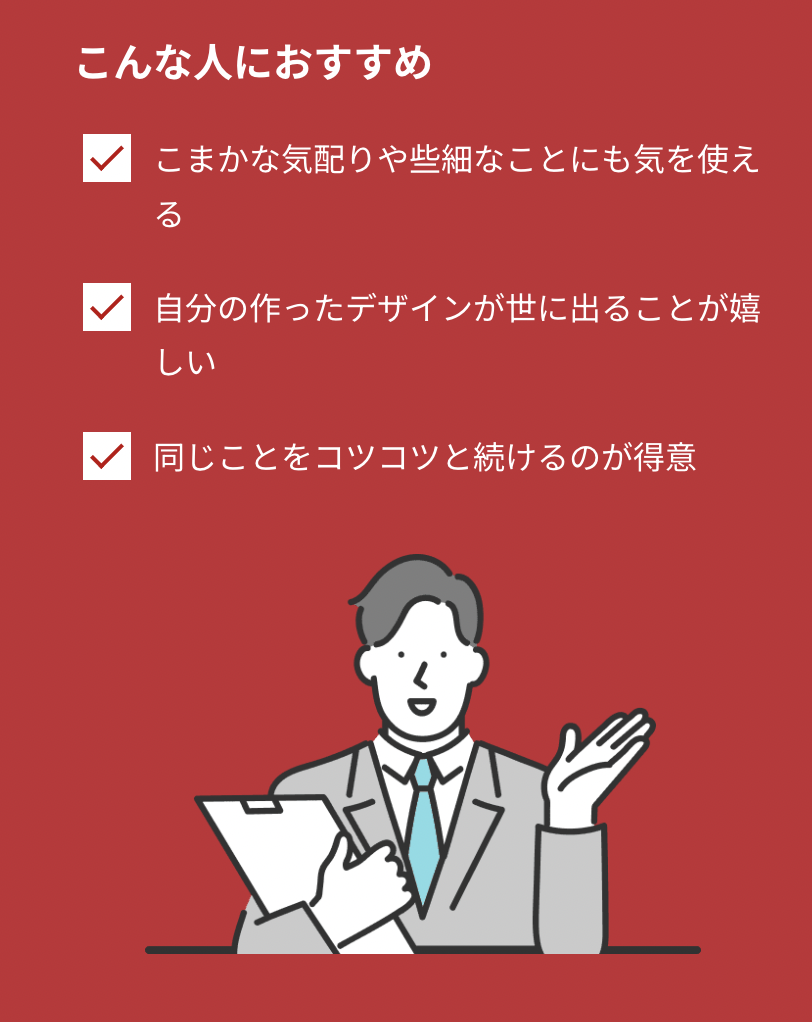 こんな人におすすめ
こまかな気配りや些細なことにも気を使え
る
自分の作ったデザインが世に出ることが嬉
しい
同じことをコツコツと続けるのが得意